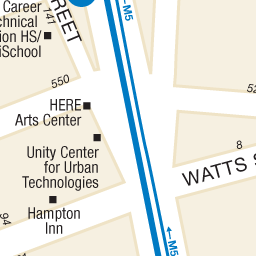 Career
chnical
ion HS/
iSchool
REET
41
M5
550
52
HERE
Arts Center
Unity Center
for Urban
Technologies
8
WATTS S
94
Hampton
Inn
M5